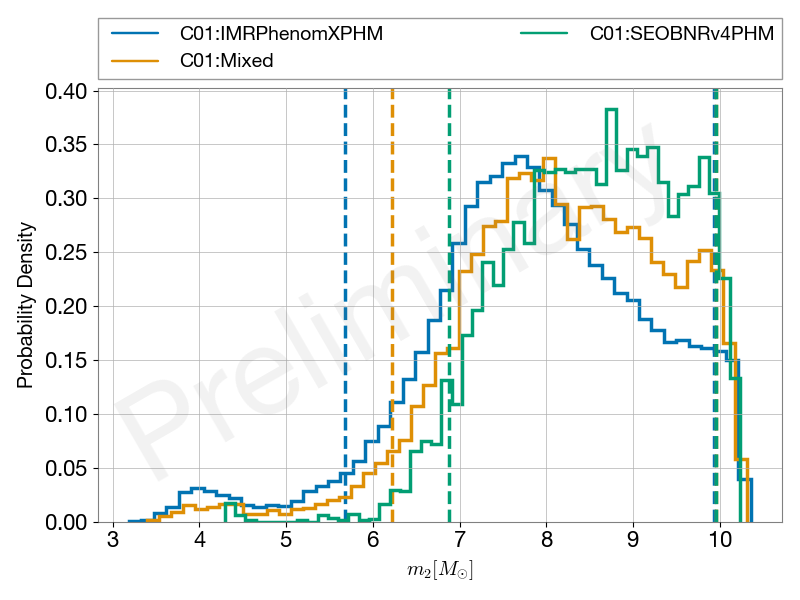 C01:IMRPhenomXPHM
C01:Mixed
C01:SEOBNRv4PHM
0.40
0.35
0.30
0.25
0.20
0.15
0.10
0.05
0.00
Probability Density
Preliminary
3 4 5 6 7 8 9 10
m₂[M☉]